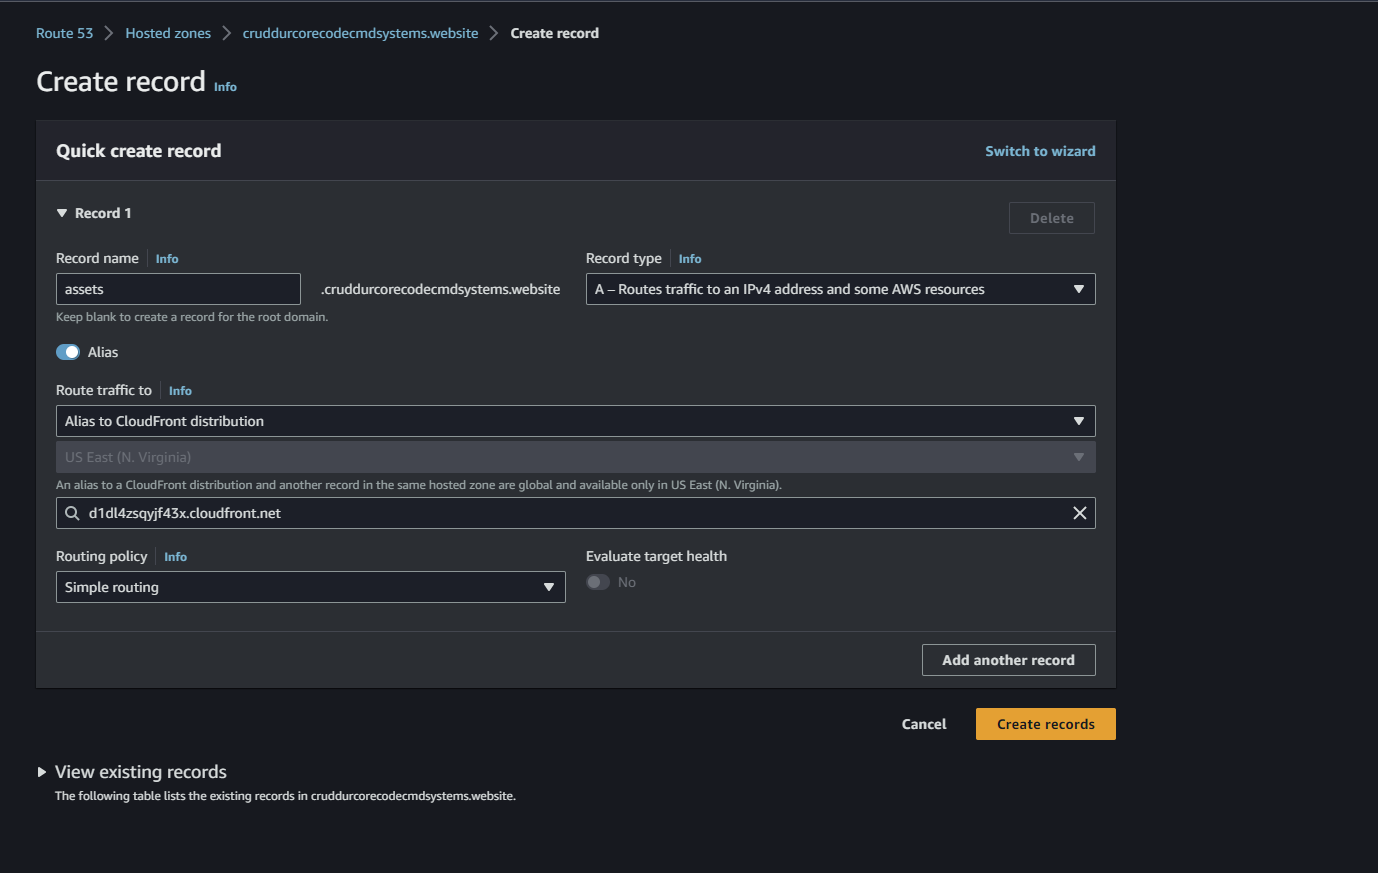 Route 53 > Hosted zones > cruddurcorecodecmdsystems.website > Create record
Create record Info
Quick create record
Switch to wizard
Record 1
Delete
Record name Info
Record type Info
assets
.cruddurcorecodecmdsystems.website
A – Routes traffic to an IPv4 address and some AWS resources
Keep blank to create a record for the root domain.
Alias
Route traffic to Info
Alias to CloudFront distribution
US East (N. Virginia)
An alias to a CloudFront distribution and another record in the same hosted zone are global and available only in US East (N. Virginia).
d1dl4zsqyjf43x.cloudfront.net
Routing policy Info
Evaluate target health
Simple routing
No
Add another record
Cancel
Create records
View existing records
The following table lists the existing records in cruddurcorecodecmdsystems.website.